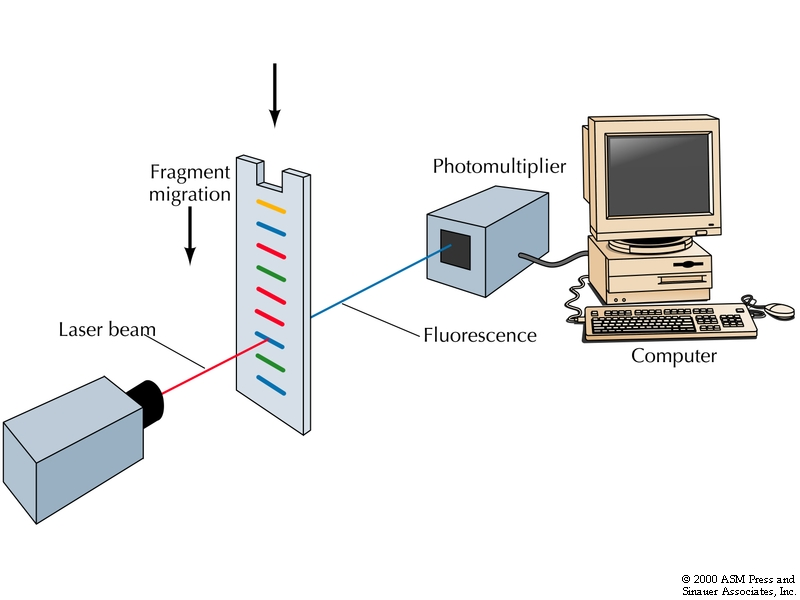 Fragment
migration
Photomultiplier
Laser beam
Fluorescence
Computer
© 2000 ASM Press and
Sinauer Associates, Inc.